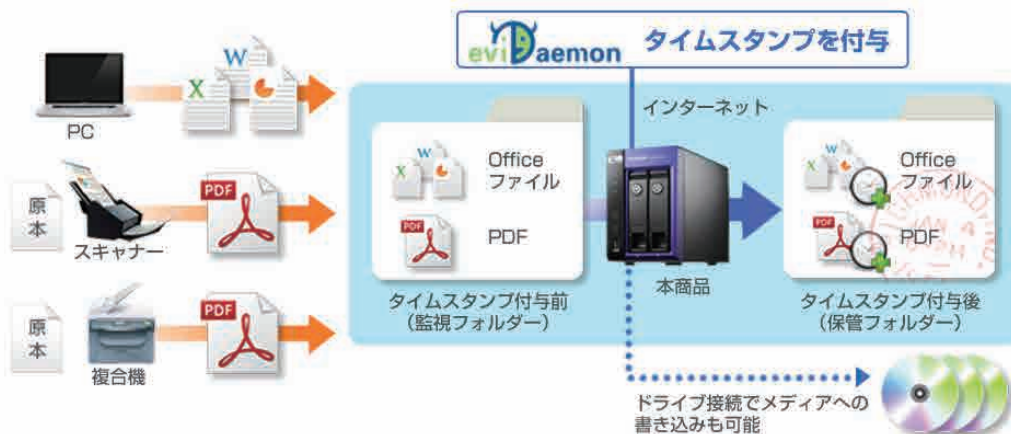 eviDaemon タイムスタンプを付与
インターネット
PC
X
W
原
本
スキャナー
PDF
原
本
複合機
PDF
X
W
Office
ファイル
PDF
PDF
タイムスタンプ付与前
（監視フォルダー）
本商品
W
X
Office
ファイル
PDF
PDF
タイムスタンプ付与後
（保管フォルダー）
ドライブ接続でメディアへの
書き込みも可能